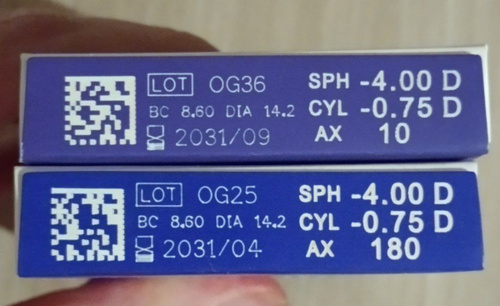 LOT OG36 SPH -4.00 D
BC 8.60 DIA 14.2 CYL -0.75 D
2031/09 AX 10
LOT OG25 SPH -4.00 D
BC 8.60 DIA 14.2 CYL -0.75 D
2031/04 AX 180